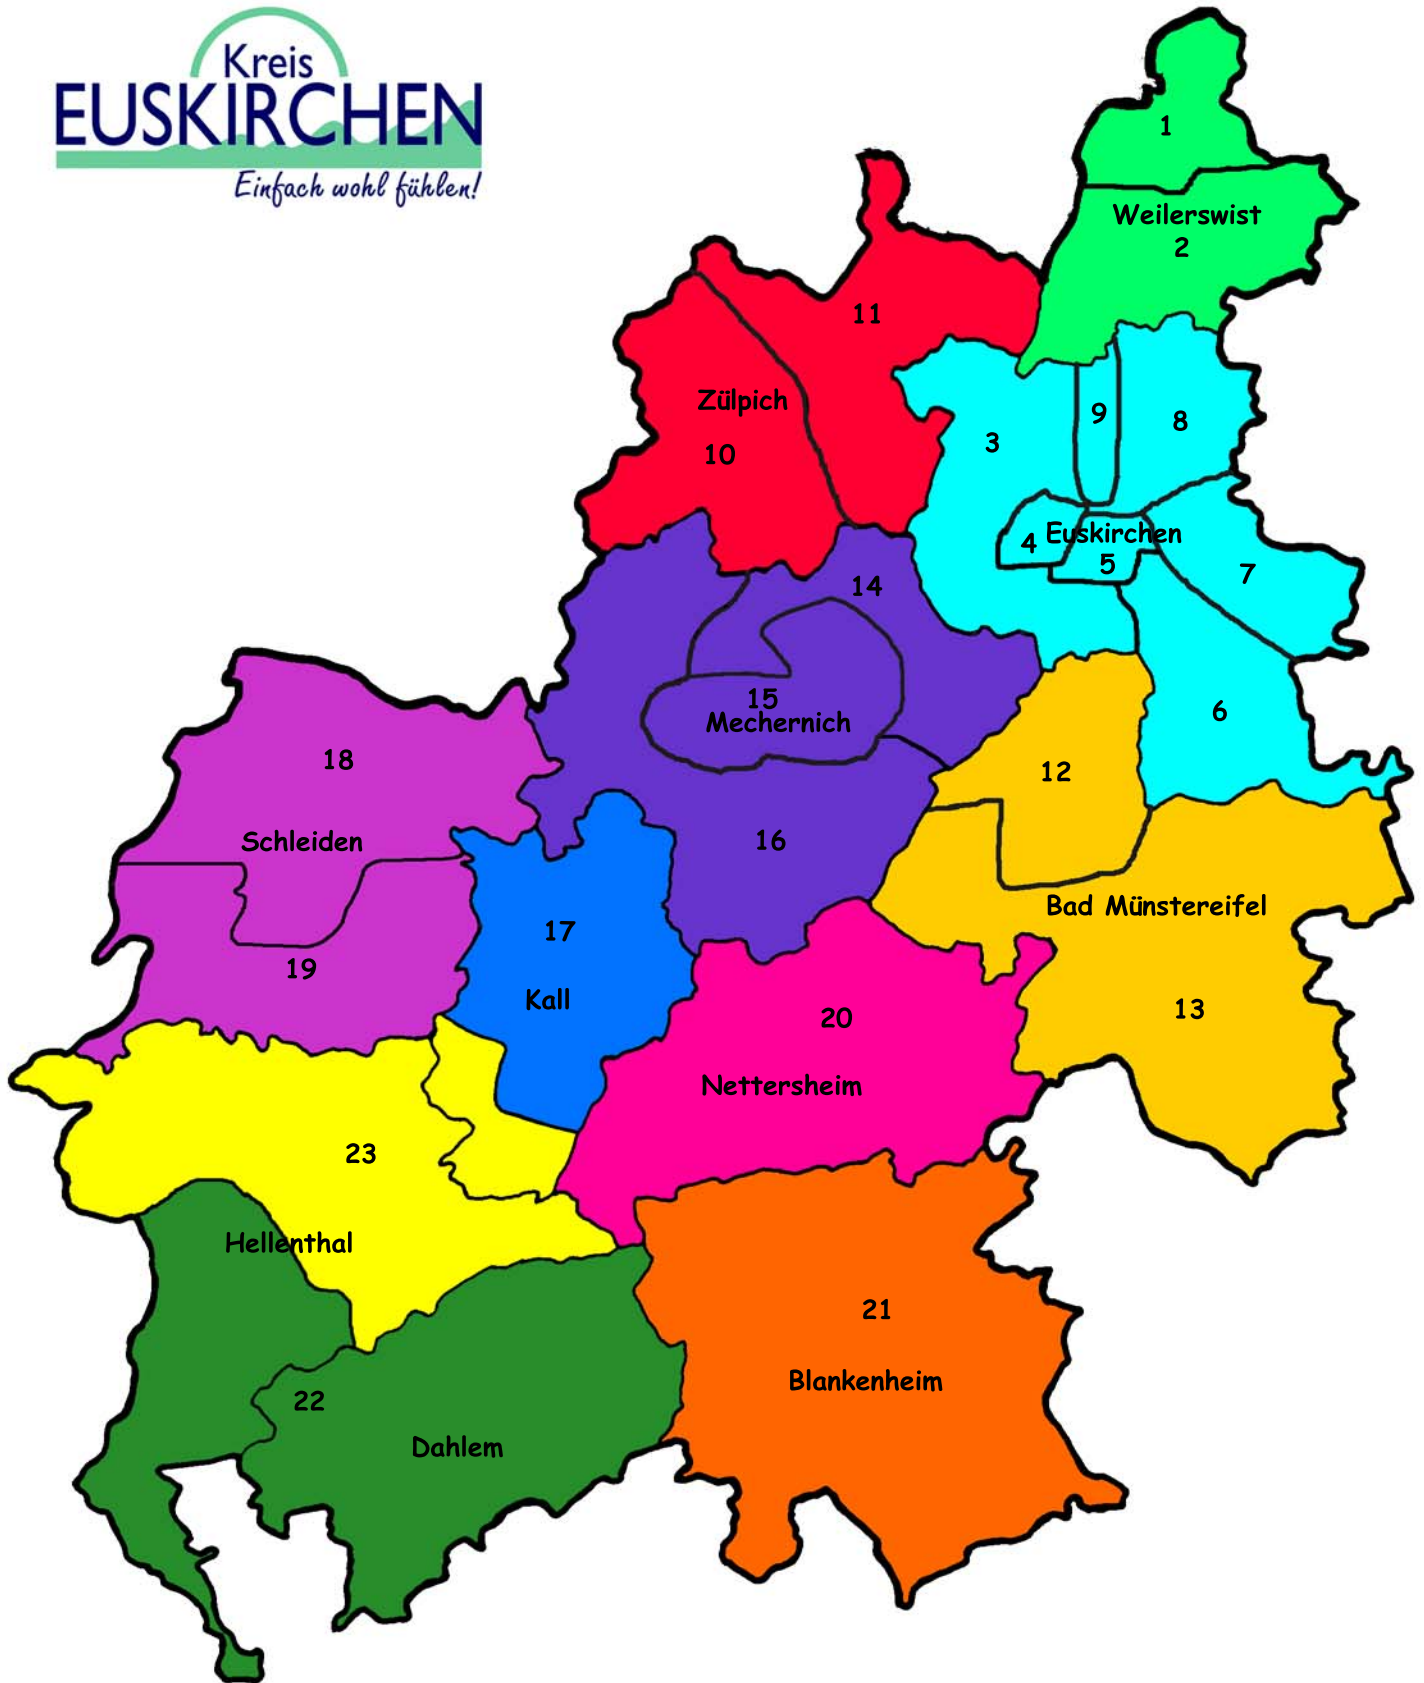 Kreis
EUSKIRCHEN
Einfach wohl fühlen!
1
Weilerswist
2
11
Zülpich
10
3
9
8
4
Euskirchen
5
7
6
14
15
Mechernich
16
12
Bad Münstereifel
13
18
Schleiden
19
17
Kall
20
Nettersheim
23
Hellenthal
22
Dahlem
21
Blankenheim